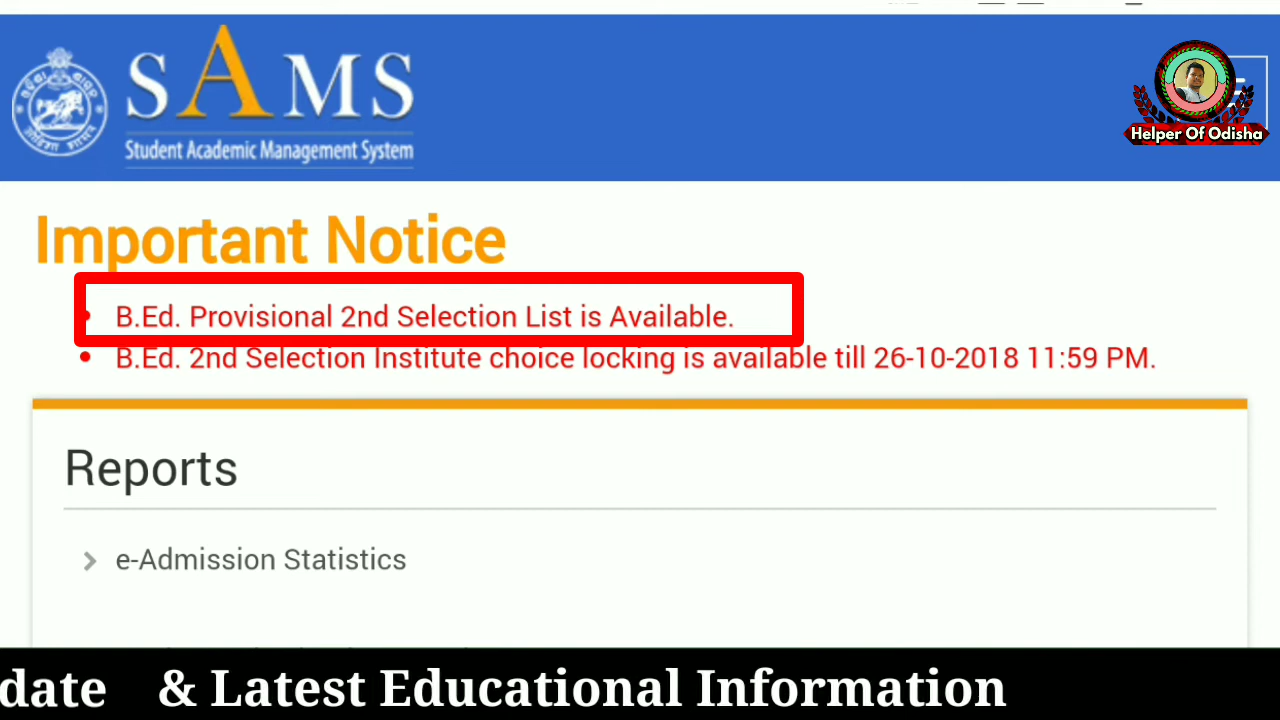 SAMS
Student Academic Management System
Helper Of Odisha
Important Notice
B.Ed. Provisional 2nd Selection List is Available.
B.Ed. 2nd Selection Institute choice locking is available till 26-10-2018 11:59 PM.
Reports
e-Admission Statistics
date & Latest Educational Information